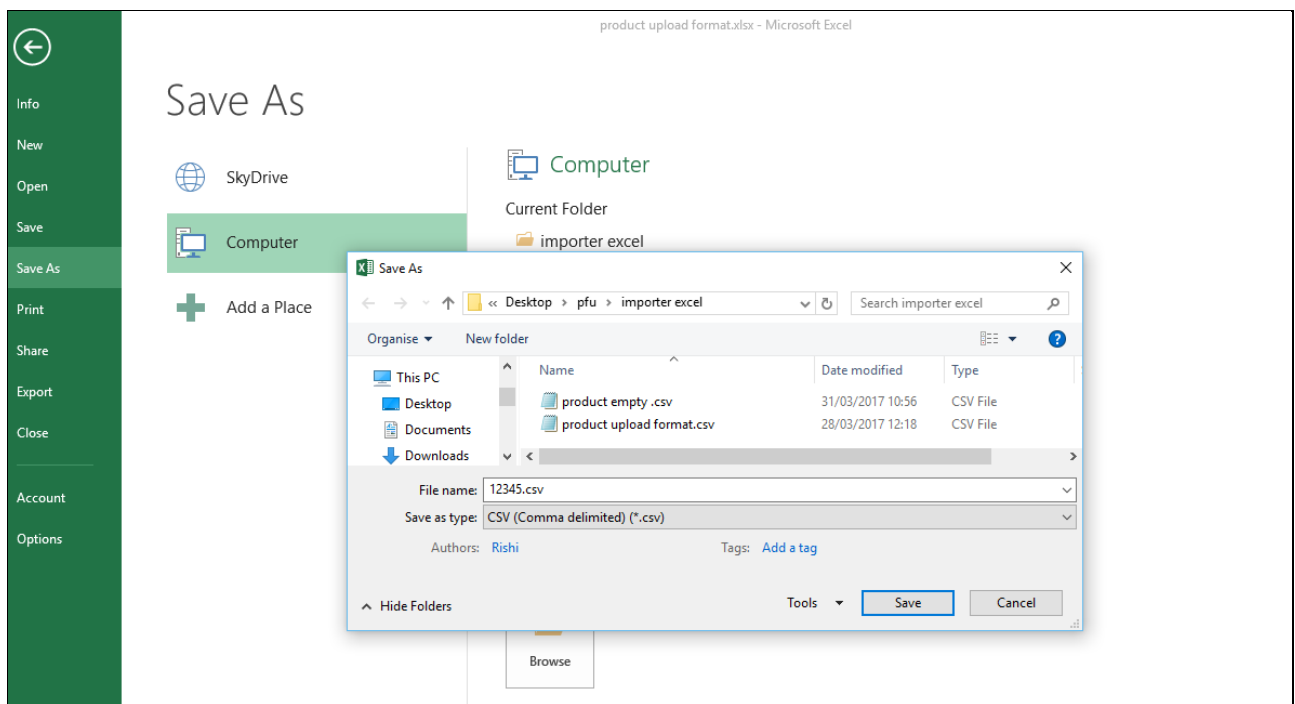 product upload format.xlsx - Microsoft Excel
Info
New
Open
Save
Save As
Print
Share
Export
Close
Account
Options
Save As
SkyDrive
Computer
Add a Place
Computer
Current Folder
importer excel
Save As
« Desktop › pfu › importer excel
Search importer excel
Organise
New folder
This PC
Desktop
Documents
Downloads
Name Date modified Type
product empty .csv 31/03/2017 10:56 CSV File
product upload format.csv 28/03/2017 12:18 CSV File
File name: 12345.csv
Save as type: CSV (Comma delimited) (*.csv)
Authors: Rishi Tags: Add a tag
Hide Folders
Tools Save Cancel
Browse